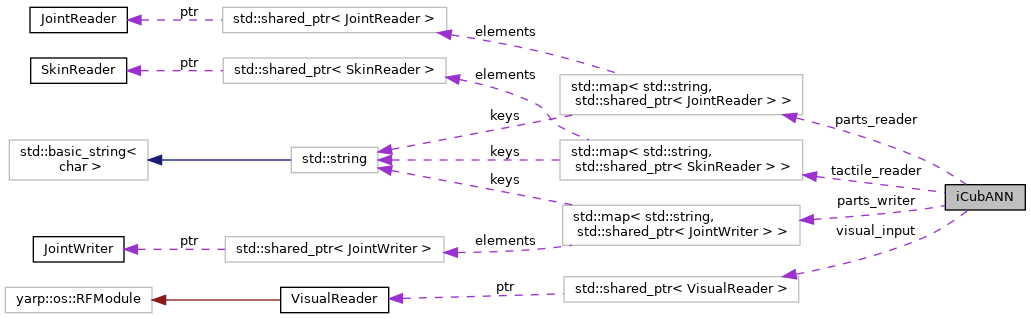 JointReader
ptr
std::shared_ptr< JointReader >
elements
SkinReader
ptr
std::shared_ptr< SkinReader >
elements
std::map< std::string,
std::shared_ptr< JointReader > >
keys
parts_reader
std::basic_string<
char >
std::string
keys
std::map< std::string,
std::shared_ptr< SkinReader > >
tactile_reader
iCubANN
keys
parts_writer
std::map< std::string,
std::shared_ptr< JointWriter > >
visual_input
JointWriter
ptr
std::shared_ptr< JointWriter >
elements
yarp::os::RFModule
VisualReader
ptr
std::shared_ptr< VisualReader >